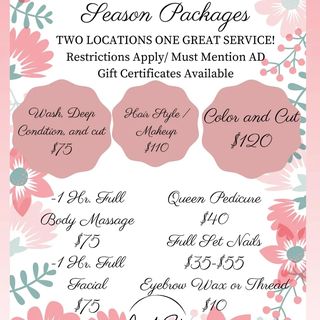 Season Packages
TWO LOCATIONS ONE GREAT SERVICE!
Restrictions Apply/ Must Mention AD
Gift Certificates Available
Wash, Deep
Condition, and cut
$75
Hair Style /
Makeup
$110
Color and Cut
$120
-1 Hr. Full
Body Massage
$75
-1 Hr. Full
Facial
$75
Queen Pedicure
$40
Full Set Nails
$35-$55
Eyebrow Wax or Thread
$10